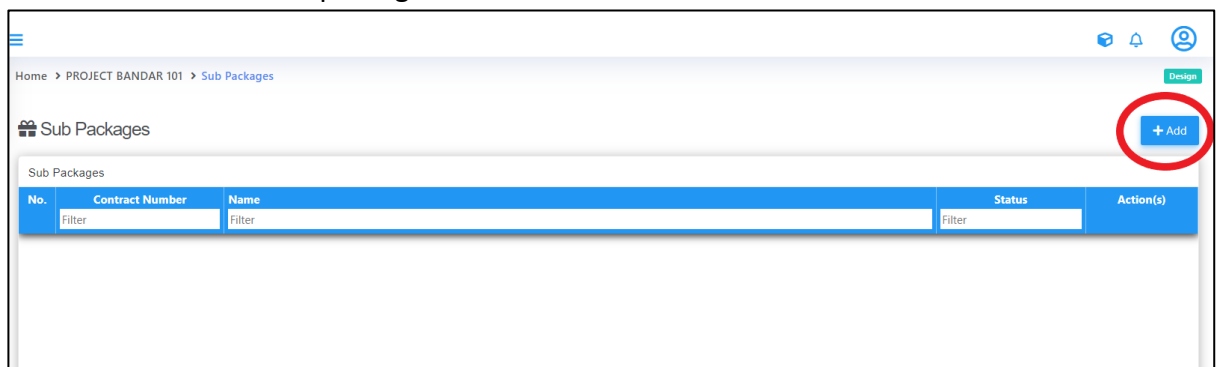 Home > PROJECT BANDAR 101 > Sub Packages
Design
Sub Packages
+ Add
Sub Packages
No. Contract Number Name Status Action(s)
Filter Filter Filter